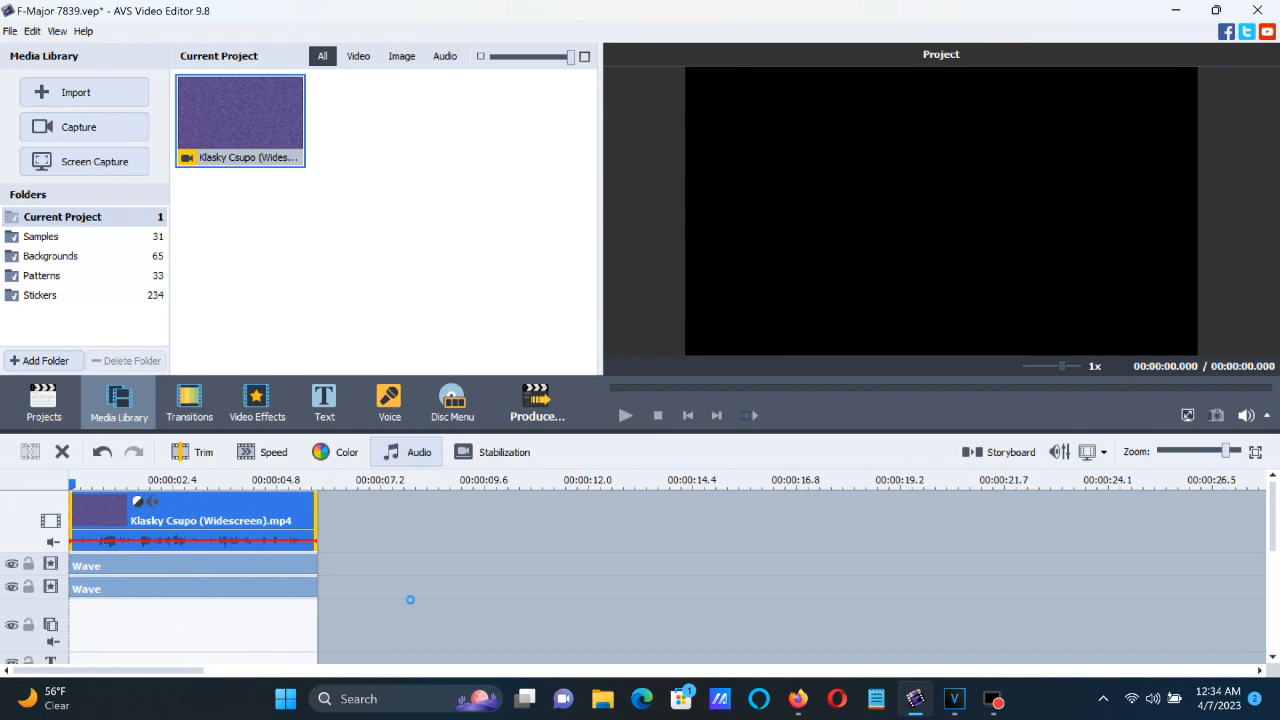 F-Major 7839.vep* - AVS Video Editor 9.8
File Edit View Help
Media Library
Import
Capture
Screen Capture
Folders
Current Project 1
Samples 31
Backgrounds 65
Patterns 33
Stickers 234
Add Folder Delete Folder
Current Project All Video Image Audio
Klasky Csupo (Wides...
Project
1x 00:00:00.000 / 00:00:00.000
Projects Media Library Transitions Video Effects Text Voice Disc Menu Produce...
Trim Speed Color Audio Stabilization Storyboard Zoom:
00:00:02.4 00:00:04.8 00:00:07.2 00:00:09.6 00:00:12.0 00:00:14.4 00:00:16.8 00:00:19.2 00:00:21.7 00:00:24.1 00:00:26.5
Klasky Csupo (Widescreen).mp4
Wave
Wave
T
56°F
Clear
Search
1
V
12:34 AM
4/7/2023
2